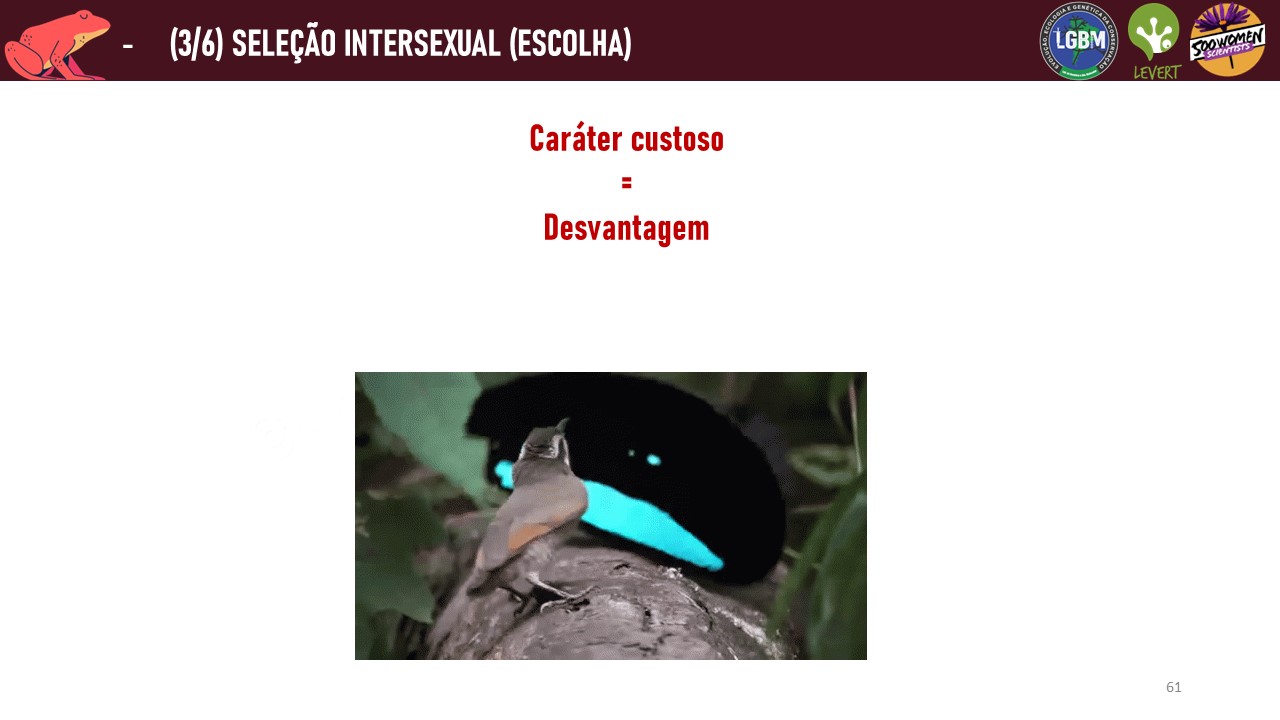 - (3/6) SELEÇÃO INTERSEXUAL (ESCOLHA)
EVOLUÇÃO, ECOLOGIA E GENÉTICA DA CONSERVAÇÃO
LGBM
LEVERT
500 WOMEN
SCIENTISTS
Caráter custoso
=
Desvantagem
61